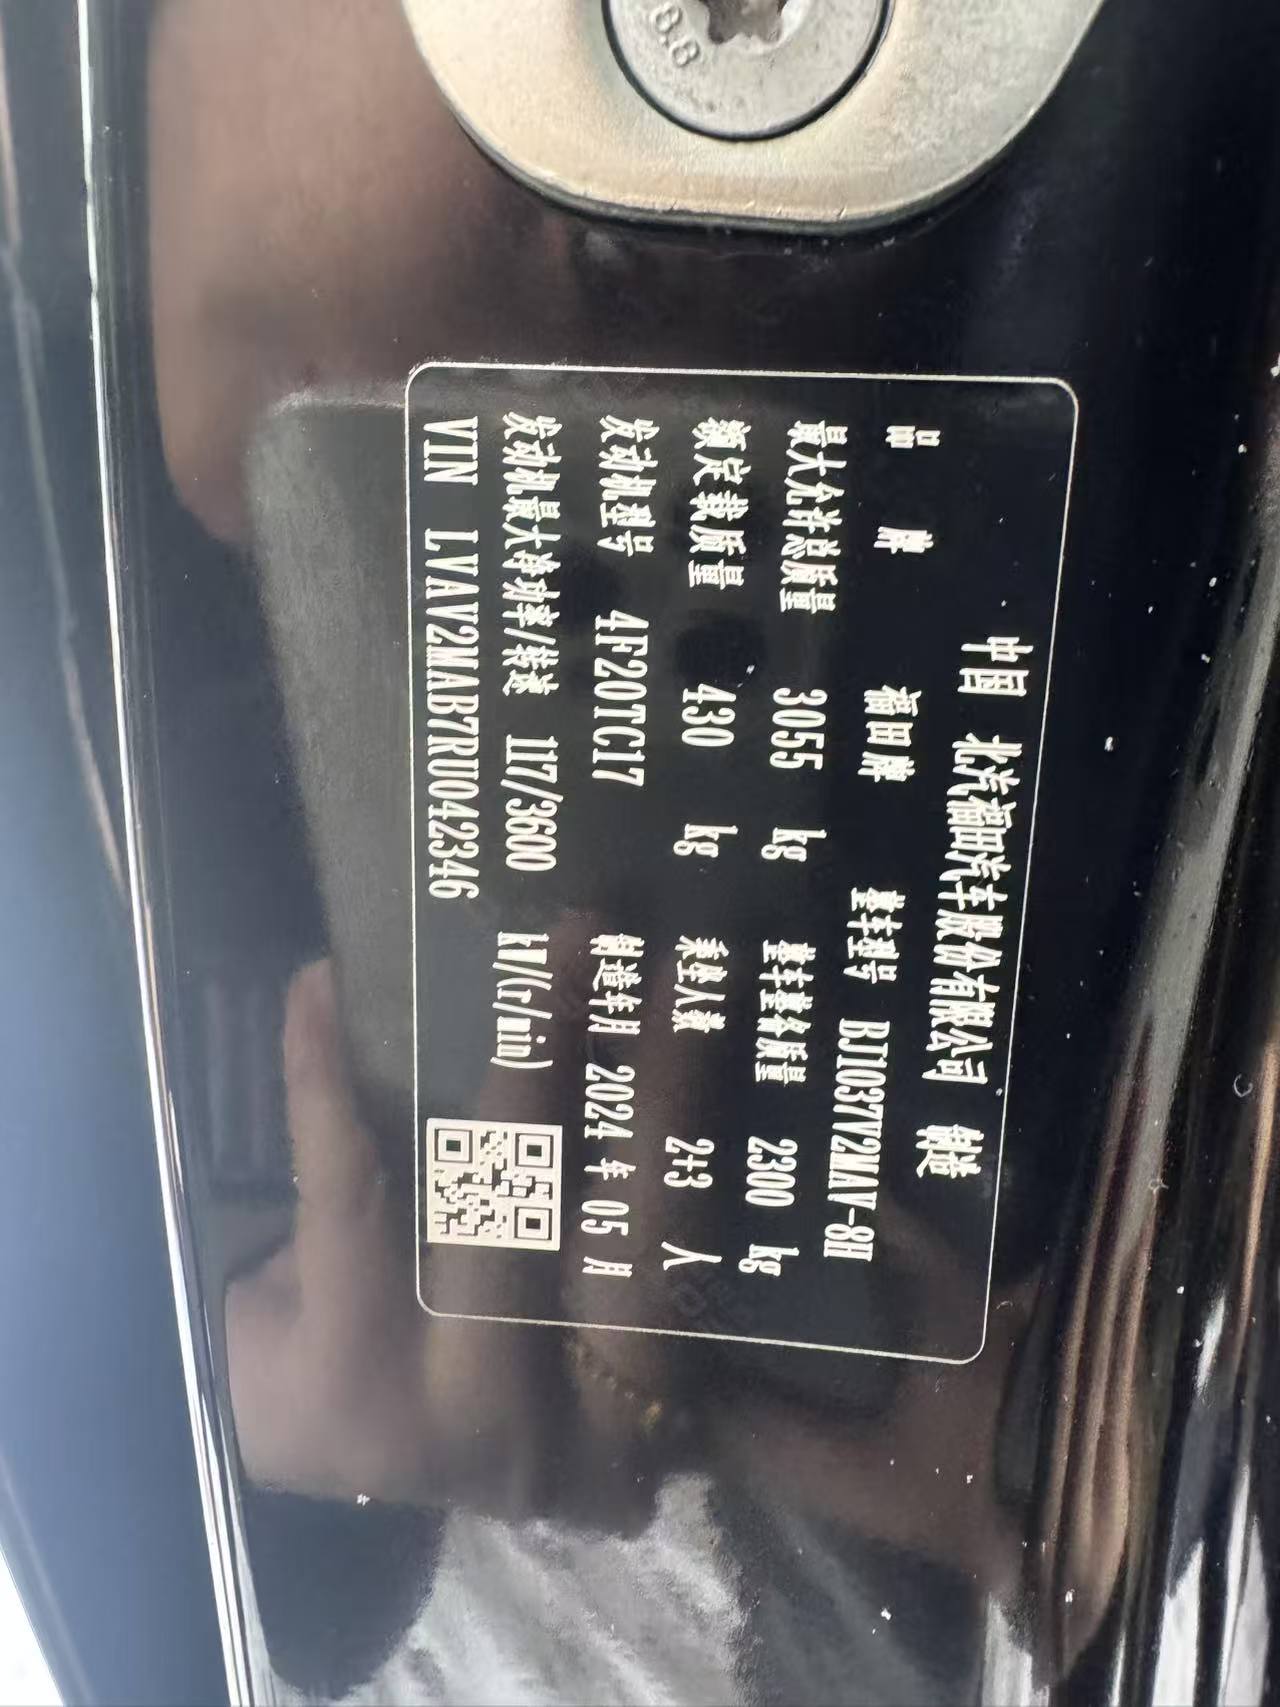 8.8
中国 北汽福田汽车股份有限公司 制造
品牌 福田牌 整车型号 BJ1037V2MAV-8H
最大允许总质量 3055 kg 整车整备质量 2300 kg
额定载质量 430 kg 乘坐人数 2+3 人
发动机型号 4F20TC17 制造年月 2024 年 05 月
发动机最大净功率/转速 117/3600 kW/(r/min)
VIN LVAV2MAB7RU042346